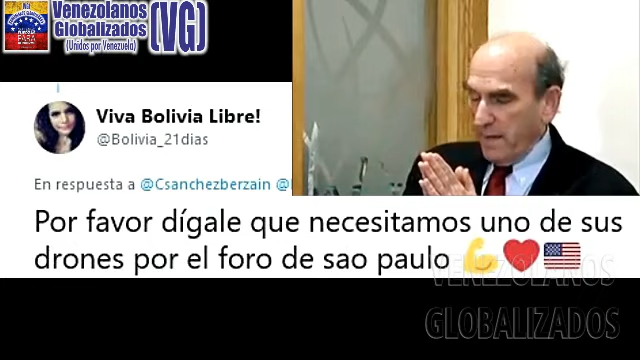 Venezolanos
Globalizados
(Unidos por Venezuela)
(VG)
Viva Bolivia Libre!
@Bolivia_21dias
En respuesta a @Csanchezberzain
Por favor dígale que necesitamos uno de sus
drones por el foro de sao paulo 💪❤️🇺🇸
VENEZOLANOS
GLOBALIZADOS